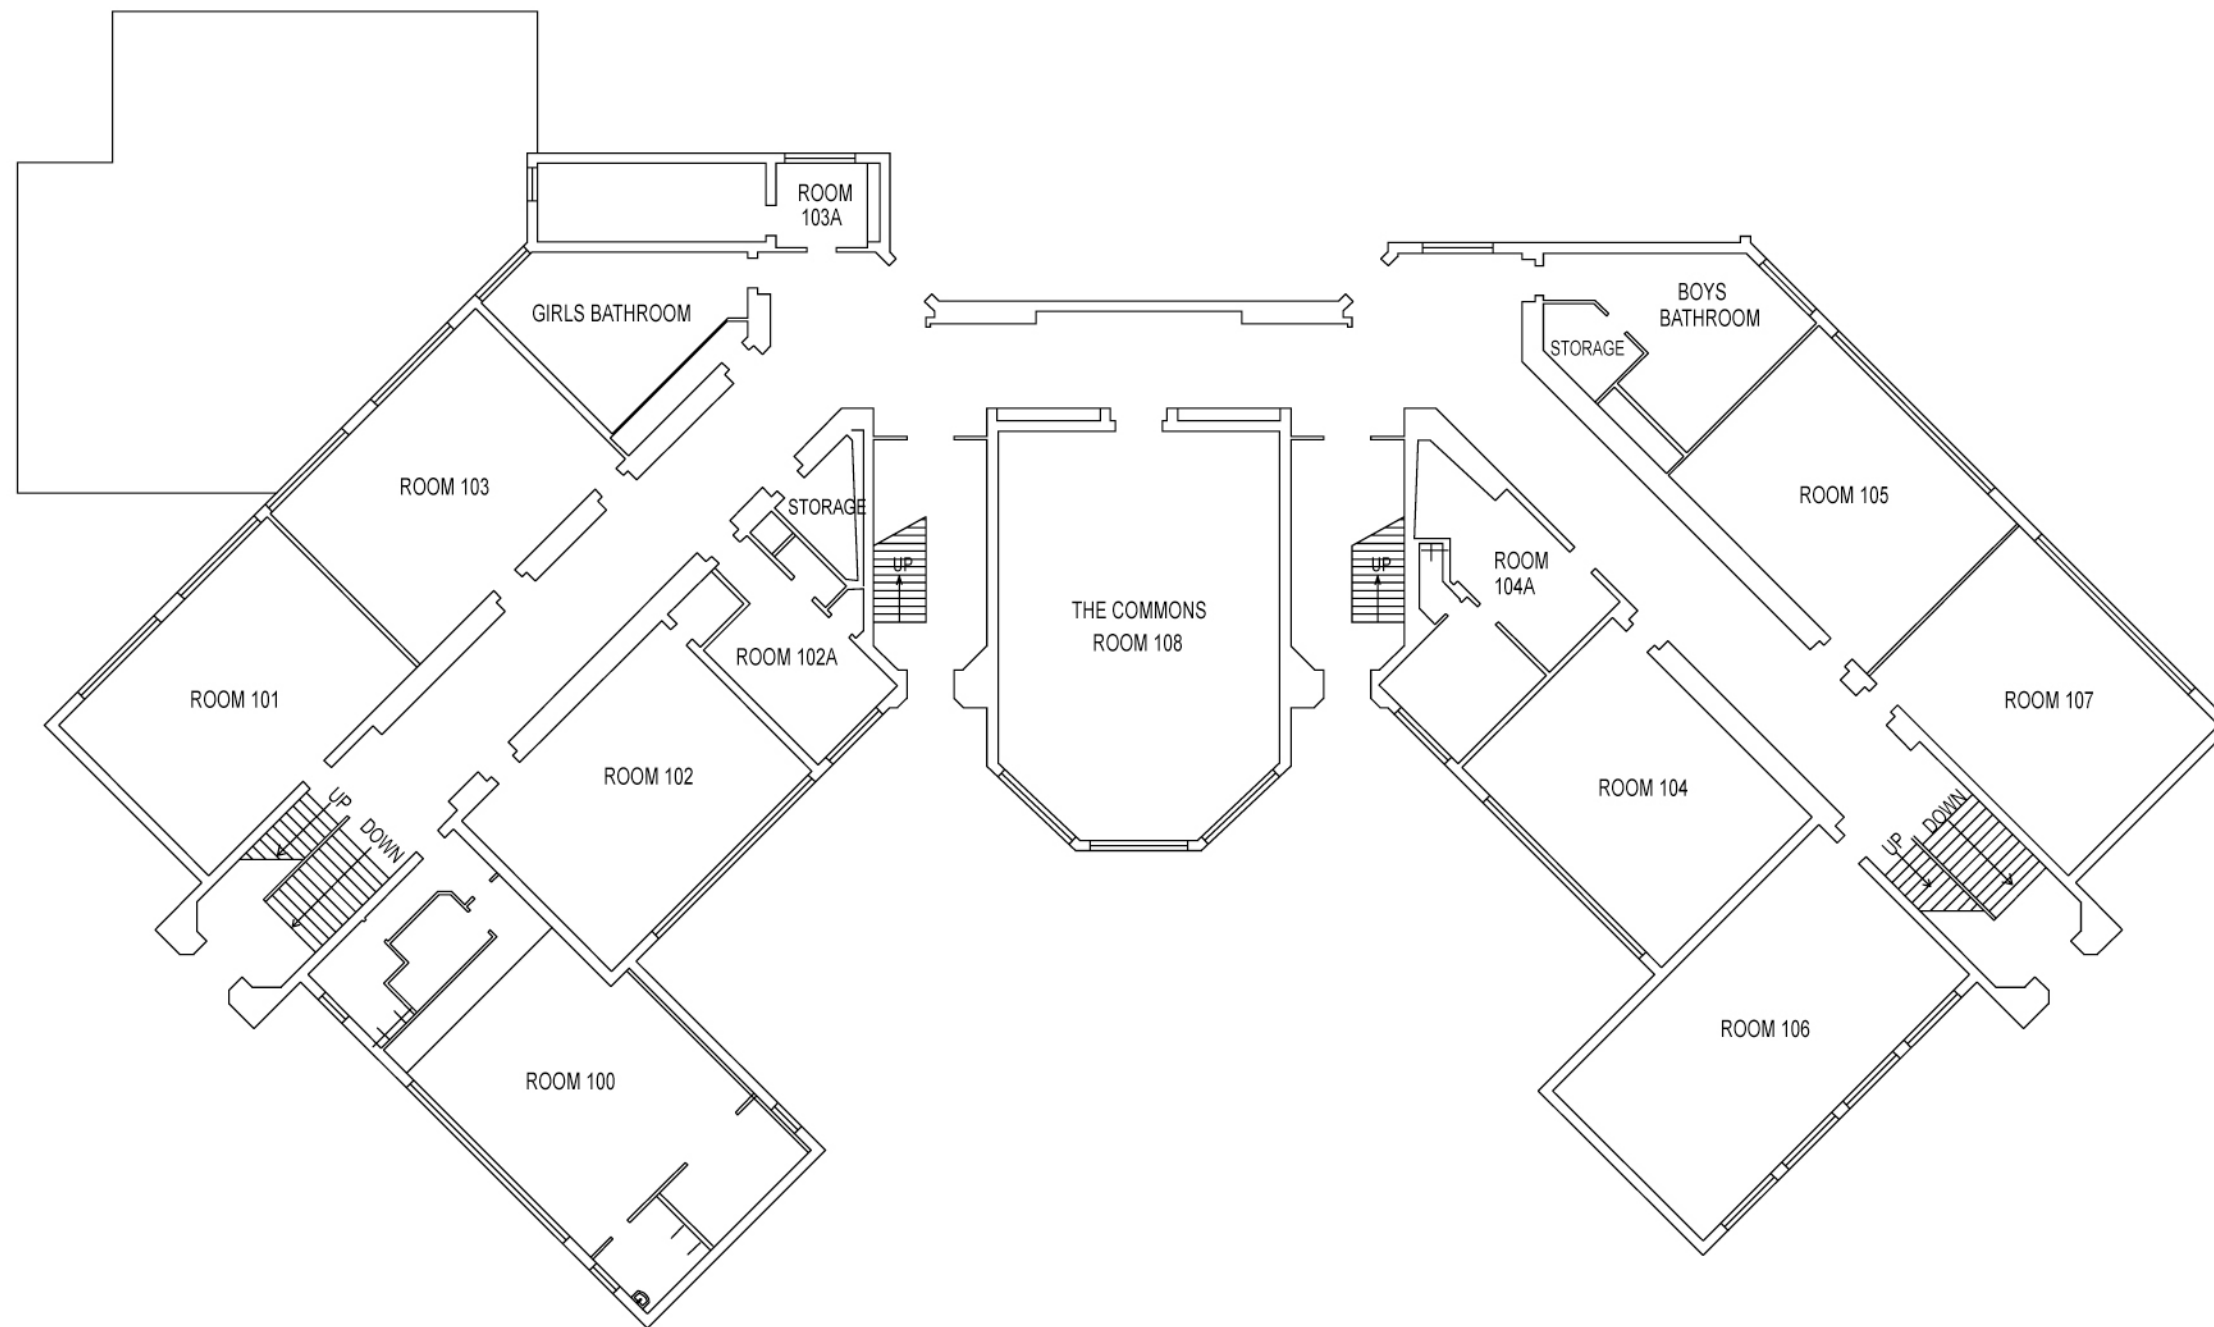 ROOM
103A
GIRLS BATHROOM
BOYS
BATHROOM
STORAGE
ROOM 103
STORAGE
ROOM 105
UP
UP
ROOM
104A
THE COMMONS
ROOM 108
ROOM 102A
ROOM 101
ROOM 107
ROOM 102
ROOM 104
UP
DOWN
UP
DOWN
ROOM 106
ROOM 100